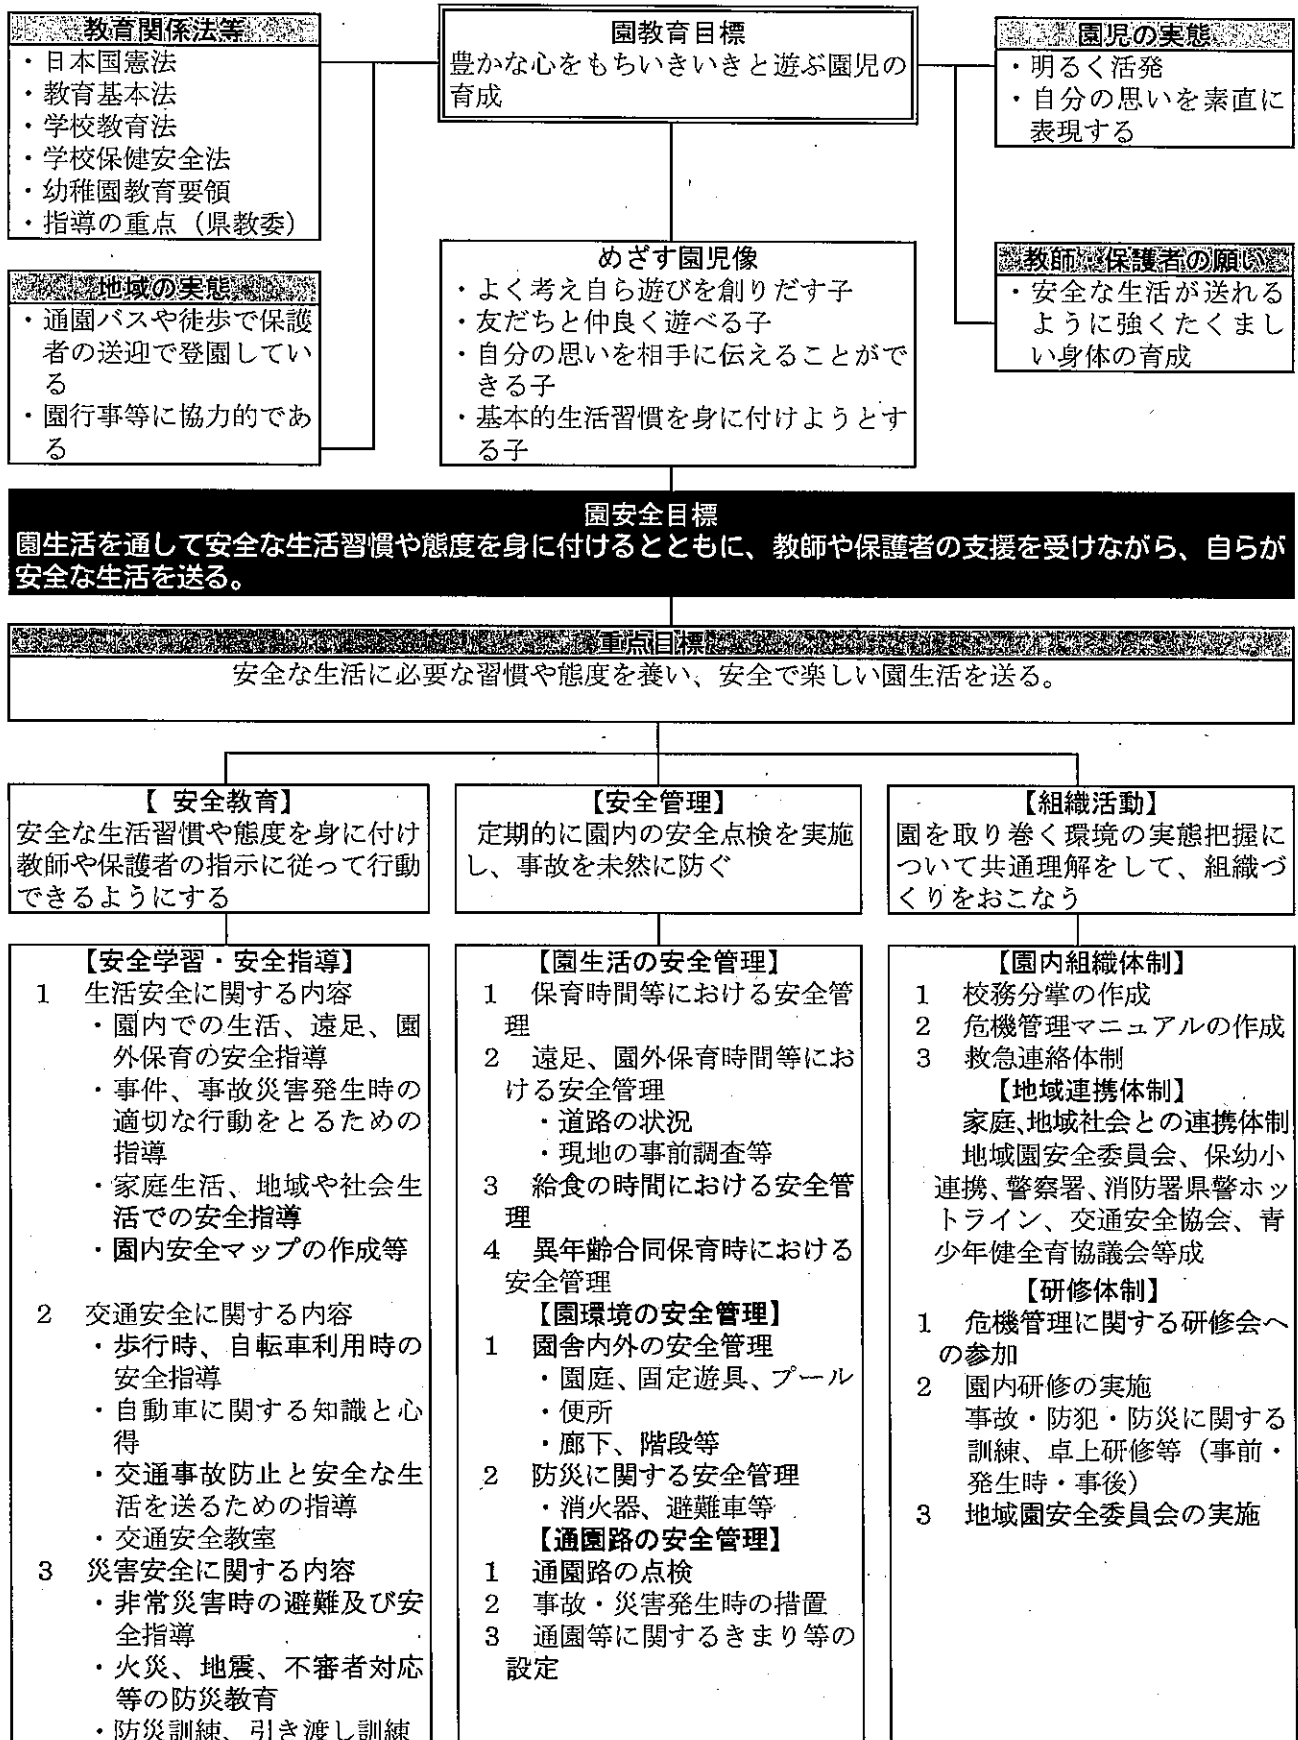 教育関係法等
・日本国憲法
・教育基本法
・学校教育法
・学校保健安全法
・幼稚園教育要領
・指導の重点（県教委）
地域の実態
・通園バスや徒歩で保護
者の送迎で登園してい
る
・園行事等に協力的であ
る
園教育目標
豊かな心をもちいきいきと遊ぶ園児の
育成
めざす園児像
・よく考え自ら遊びを創りだす子
・友だちと仲良く遊べる子
・自分の思いを相手に伝えることがで
きる子
・基本的生活習慣を身に付けようとす
る子
園児の実態
・明るく活発
・自分の思いを素直に
表現する
教師・保護者の願い
・安全な生活が送れる
ように強くたくまし
い身体の育成
園安全目標
園生活を通して安全な生活習慣や態度を身に付けるとともに、教師や保護者の支援を受けながら、自らが
安全な生活を送る。
重点目標
安全な生活に必要な習慣や態度を養い、安全で楽しい園生活を送る。
【 安全教育】
安全な生活習慣や態度を身に付け
教師や保護者の指示に従って行動
できるようにする
【安全学習・安全指導】
1 生活安全に関する内容
・園内での生活、遠足、園
外保育の安全指導
・事件、事故災害発生時の
適切な行動をとるための
指導
・家庭生活、地域や社会生
活での安全指導
・園内安全マップの作成等
2 交通安全に関する内容
・歩行時、自転車利用時の
安全指導
・自動車に関する知識と心
得
・交通事故防止と安全な生
活を送るための指導
・交通安全教室
3 災害安全に関する内容
・非常災害時の避難及び安
全指導
・火災、地震、不審者対応
等の防災教育
・防災訓練、引き渡し訓練
【安全管理】
定期的に園内の安全点検を実施
し、事故を未然に防ぐ
【園生活の安全管理】
1 保育時間等における安全管
理
2 遠足、園外保育時間等にお
ける安全管理
・道路の状況
・現地の事前調査等
3 給食の時間における安全管
理
4 異年齢合同保育時における
安全管理
【園環境の安全管理】
1 園舎内外の安全管理
・園庭、固定遊具、プール
・便所
・廊下、階段等
2 防災に関する安全管理
・消火器、避難車等
【通園路の安全管理】
1 通園路の点検
2 事故・災害発生時の措置
3 通園等に関するきまり等の
設定
【組織活動】
園を取り巻く環境の実態把握に
ついて共通理解をして、組織づ
くりをおこなう
【園内組織体制】
1 校務分掌の作成
2 危機管理マニュアルの作成
3 救急連絡体制
【地域連携体制】
家庭、地域社会との連携体制
地域園安全委員会、保幼小
連携、警察署、消防署県警ホッ
トライン、交通安全協会、青
少年健全育協議会等成
【研修体制】
1 危機管理に関する研修会へ
の参加
2 園内研修の実施
事故・防犯・防災に関する
訓練、卓上研修等（事前・
発生時・事後）
3 地域園安全委員会の実施